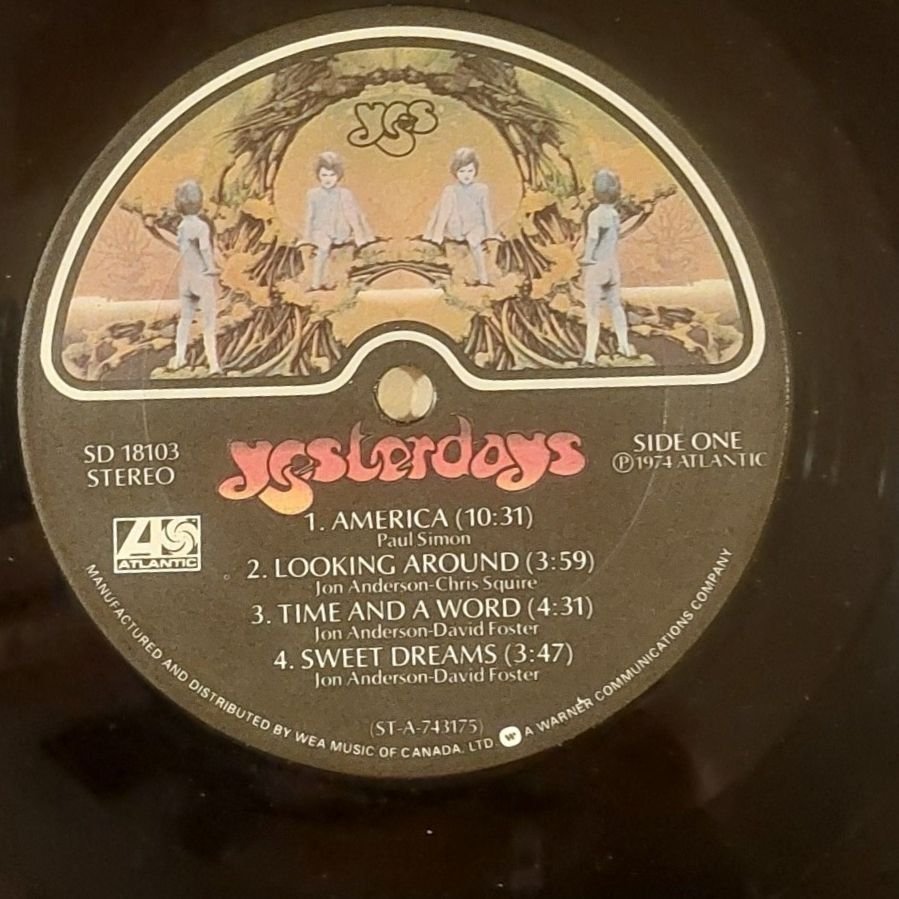 yes
SD 18103
STEREO
yesterdays
SIDE ONE
Ⓟ1974 ATLANTIC
ATLANTIC
1. AMERICA (10:31)
Paul Simon
2. LOOKING AROUND (3:59)
Jon Anderson-Chris Squire
3. TIME AND A WORD (4:31)
Jon Anderson-David Foster
4. SWEET DREAMS (3:47)
Jon Anderson-David Foster
(ST-A-743175)
MANUFACTURED AND DISTRIBUTED BY WEA MUSIC OF CANADA, LTD. W A WARNER COMMUNICATIONS COMPANY